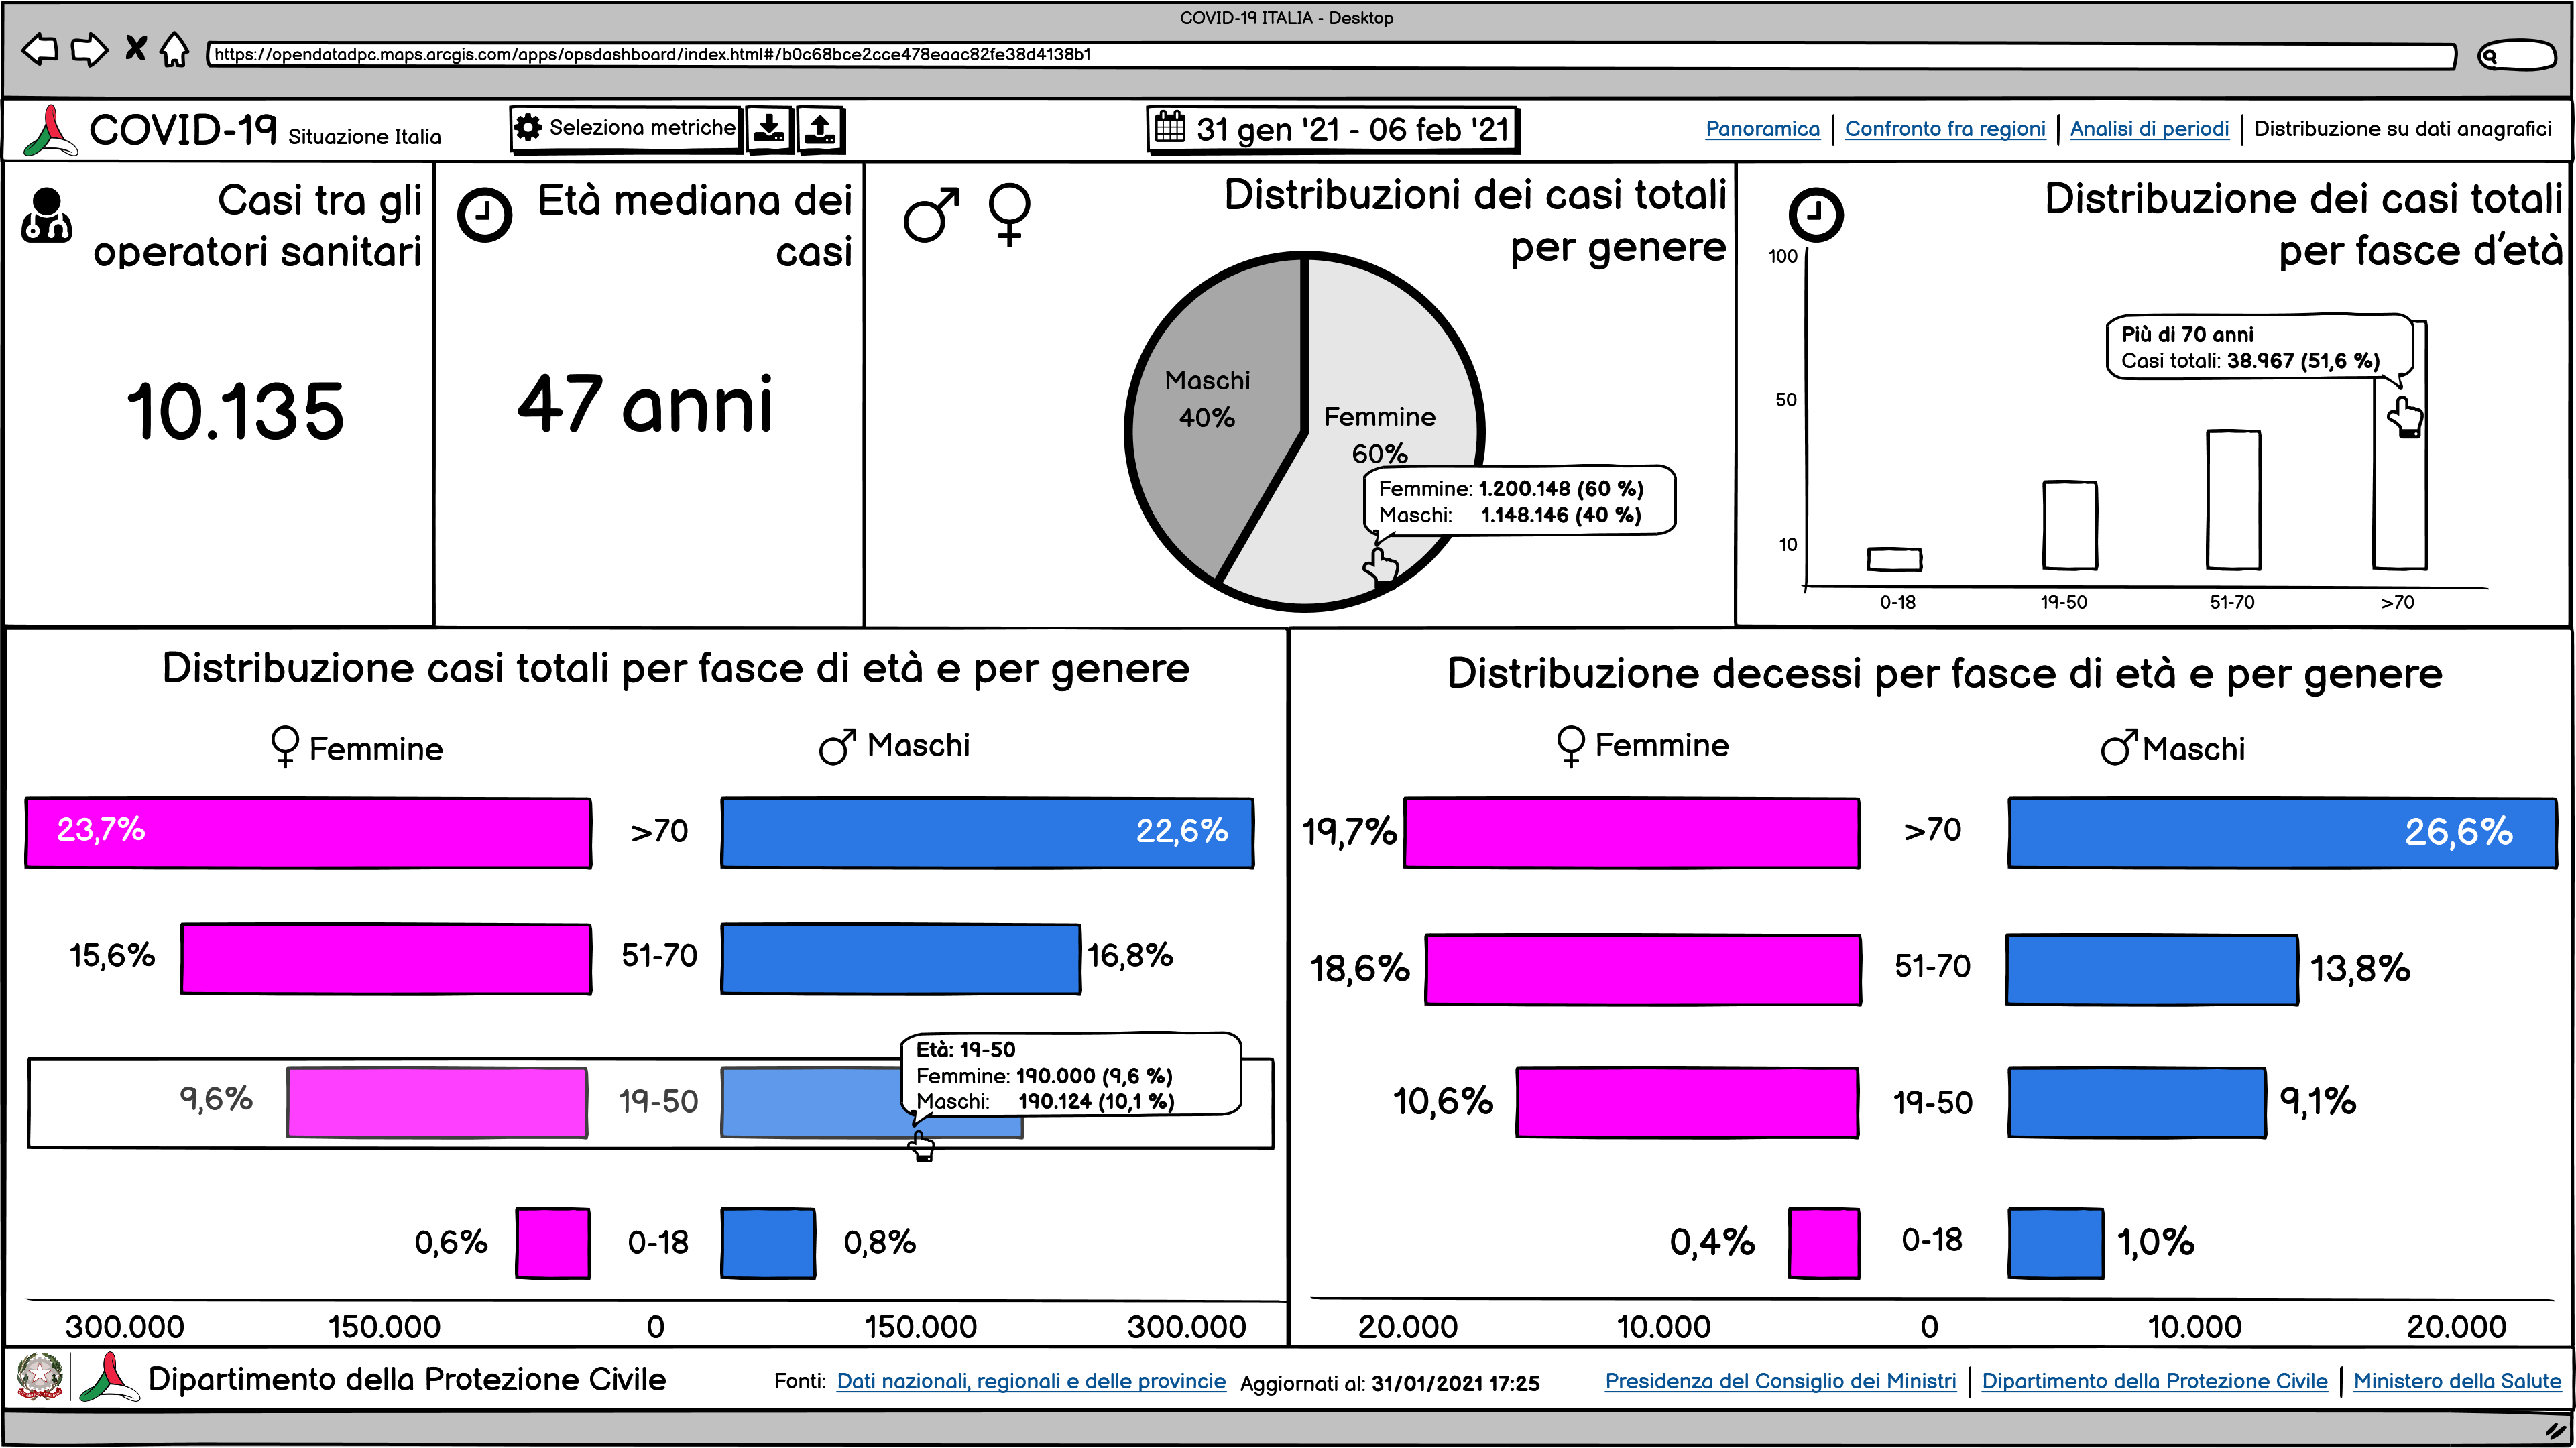 COVID-19 ITALIA - Desktop
https://opendatadpc.maps.arcgis.com/apps/opsdashboard/index.html#/b0c68bce2cce478eaac82fe38d4138b1
COVID-19 Situazione Italia
Seleziona metriche
31 gen '21 - 06 feb '21
Panoramica | Confronto fra regioni | Analisi di periodi | Distribuzione su dati anagrafici
Casi tra gli
operatori sanitari
10.135
Età mediana dei
casi
47 anni
Distribuzioni dei casi totali
per genere
Maschi
40%
Femmine
60%
Femmine: 1.200.148 (60 %)
Maschi: 1.148.146 (40 %)
Distribuzione dei casi totali
per fasce d'età
100
50
10
Più di 70 anni
Casi totali: 38.967 (51,6 %)
0-18 19-50 51-70 >70
Distribuzione casi totali per fasce di età e per genere
Femmine Maschi
23,7% >70 22,6%
15,6% 51-70 16,8%
9,6% 19-50
Età: 19-50
Femmine: 190.000 (9,6 %)
Maschi: 190.124 (10,1 %)
0,6% 0-18 0,8%
300.000 150.000 0 150.000 300.000
Distribuzione decessi per fasce di età e per genere
Femmine Maschi
19,7% >70 26,6%
18,6% 51-70 13,8%
10,6% 19-50 9,1%
0,4% 0-18 1,0%
20.000 10.000 0 10.000 20.000
Dipartimento della Protezione Civile
Fonti: Dati nazionali, regionali e delle provincie Aggiornati al: 31/01/2021 17:25
Presidenza del Consiglio dei Ministri | Dipartimento della Protezione Civile | Ministero della Salute